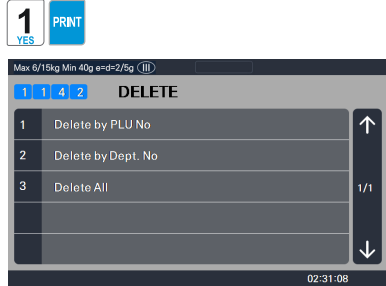 1
YES
PRINT
Max 6/15kg Min 40g e=d=2/5g III
1 1 4 2 DELETE
1 Delete by PLU No
2 Delete by Dept. No
3 Delete All
1/1
02:31:08